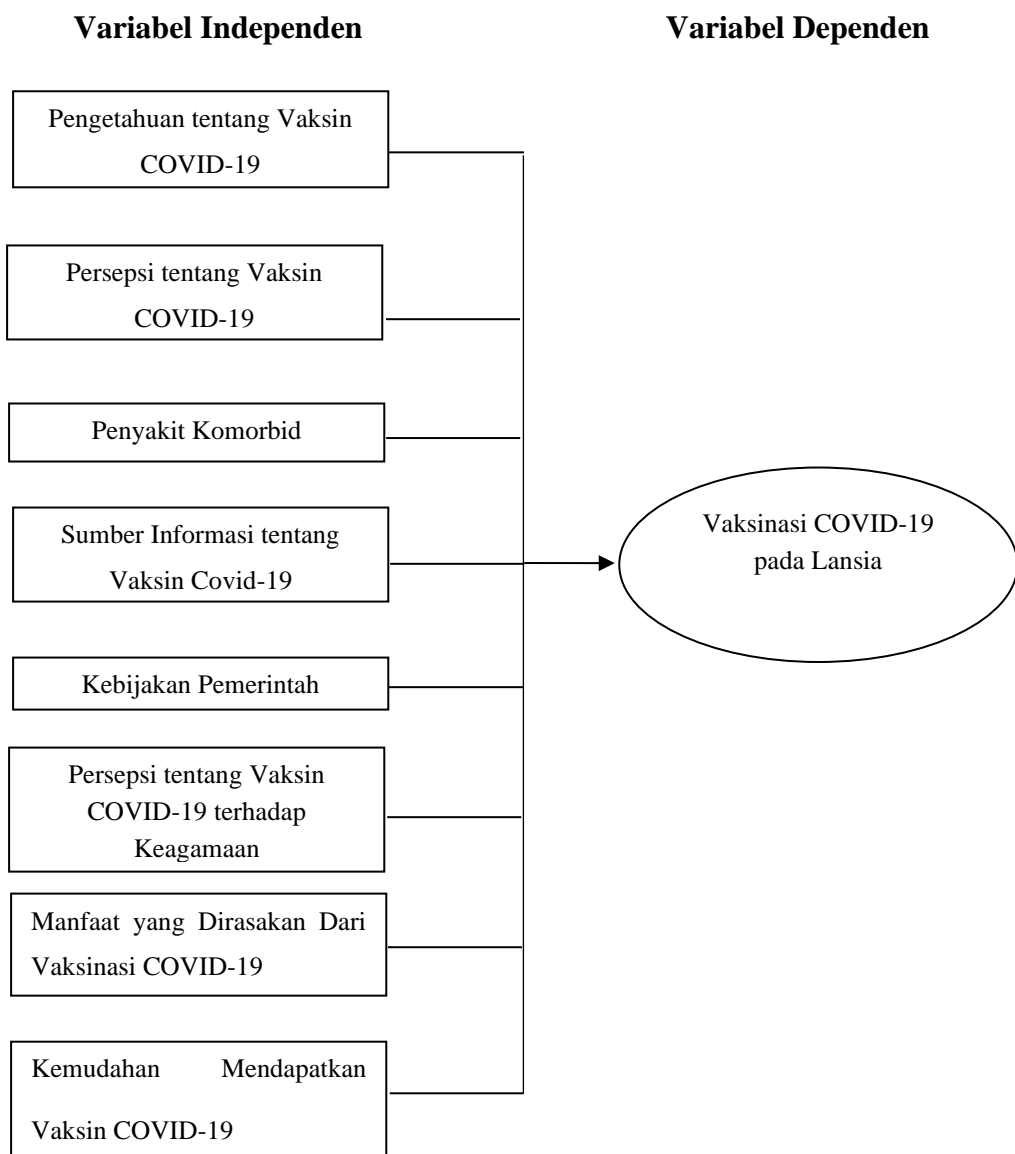 Variabel Independen
Variabel Dependen
Pengetahuan tentang Vaksin
COVID-19
Persepsi tentang Vaksin
COVID-19
Penyakit Komorbid
Sumber Informasi tentang
Vaksin Covid-19
Kebijakan Pemerintah
Persepsi tentang Vaksin
COVID-19 terhadap
Keagamaan
Manfaat yang Dirasakan Dari
Vaksinasi COVID-19
Kemudahan Mendapatkan
Vaksin COVID-19
Vaksinasi COVID-19
pada Lansia